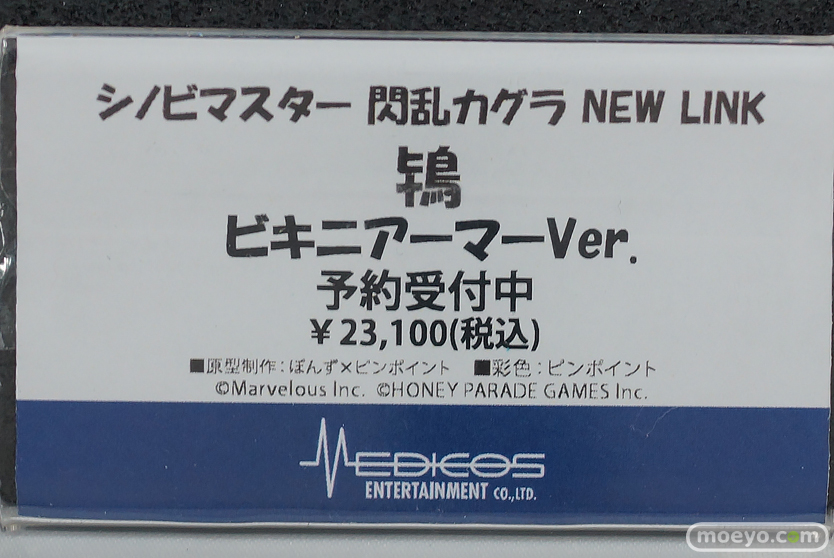 シノビマスター 閃乱カグラ NEW LINK
鴇
ビキニアーマーVer.
予約受付中
¥23,100(税込)
■原型制作:ぽんず×ピンポイント ■彩色:ピンポイント
©Marvelous Inc. ©HONEY PARADE GAMES Inc.
MEDICOS
ENTERTAINMENT CO.,LTD.
moeyo.com